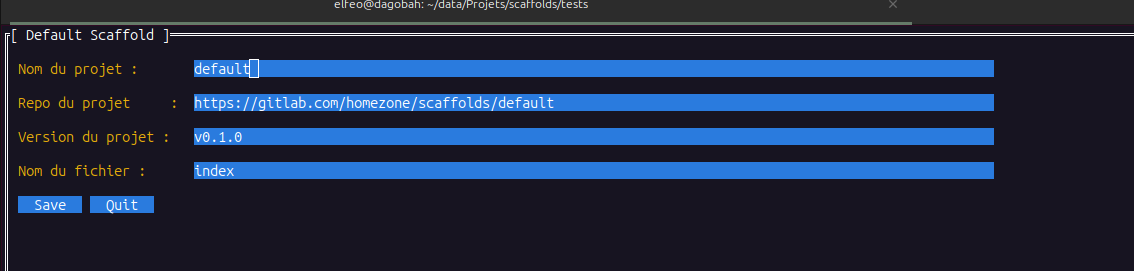 elfeo@dagobah: ~/data/Projets/scaffolds/tests
[ Default Scaffold ]
Nom du projet : default
Repo du projet : https://gitlab.com/homezone/scaffolds/default
Version du projet : v0.1.0
Nom du fichier : index
Save Quit